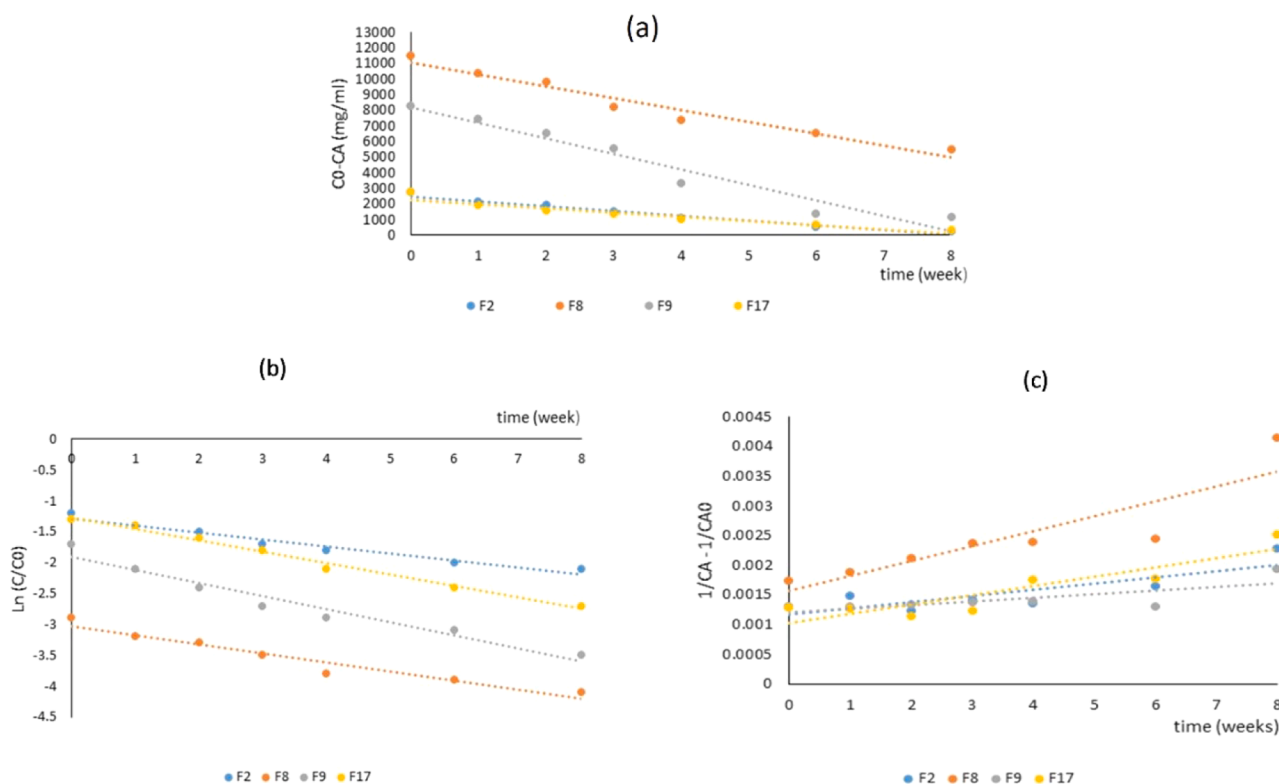 (a)
C0-CA (mg/ml)
13000
12000
11000
10000
9000
8000
7000
6000
5000
4000
3000
2000
1000
0
0 1 2 3 4 5 6 7 8
time (week)
F2 F8 F9 F17
(b)
time (week)
Ln (C/C0)
0
-0.5
-1
-1.5
-2
-2.5
-3
-3.5
-4
-4.5
0 1 2 3 4 5 6 7 8
F2 F8 F9 F17
(c)
1/CA - 1/CA0
0.0045
0.004
0.0035
0.003
0.0025
0.002
0.0015
0.001
0.0005
0
0 1 2 3 4 5 6 7 8
time (weeks)
F2 F8 F9 F17